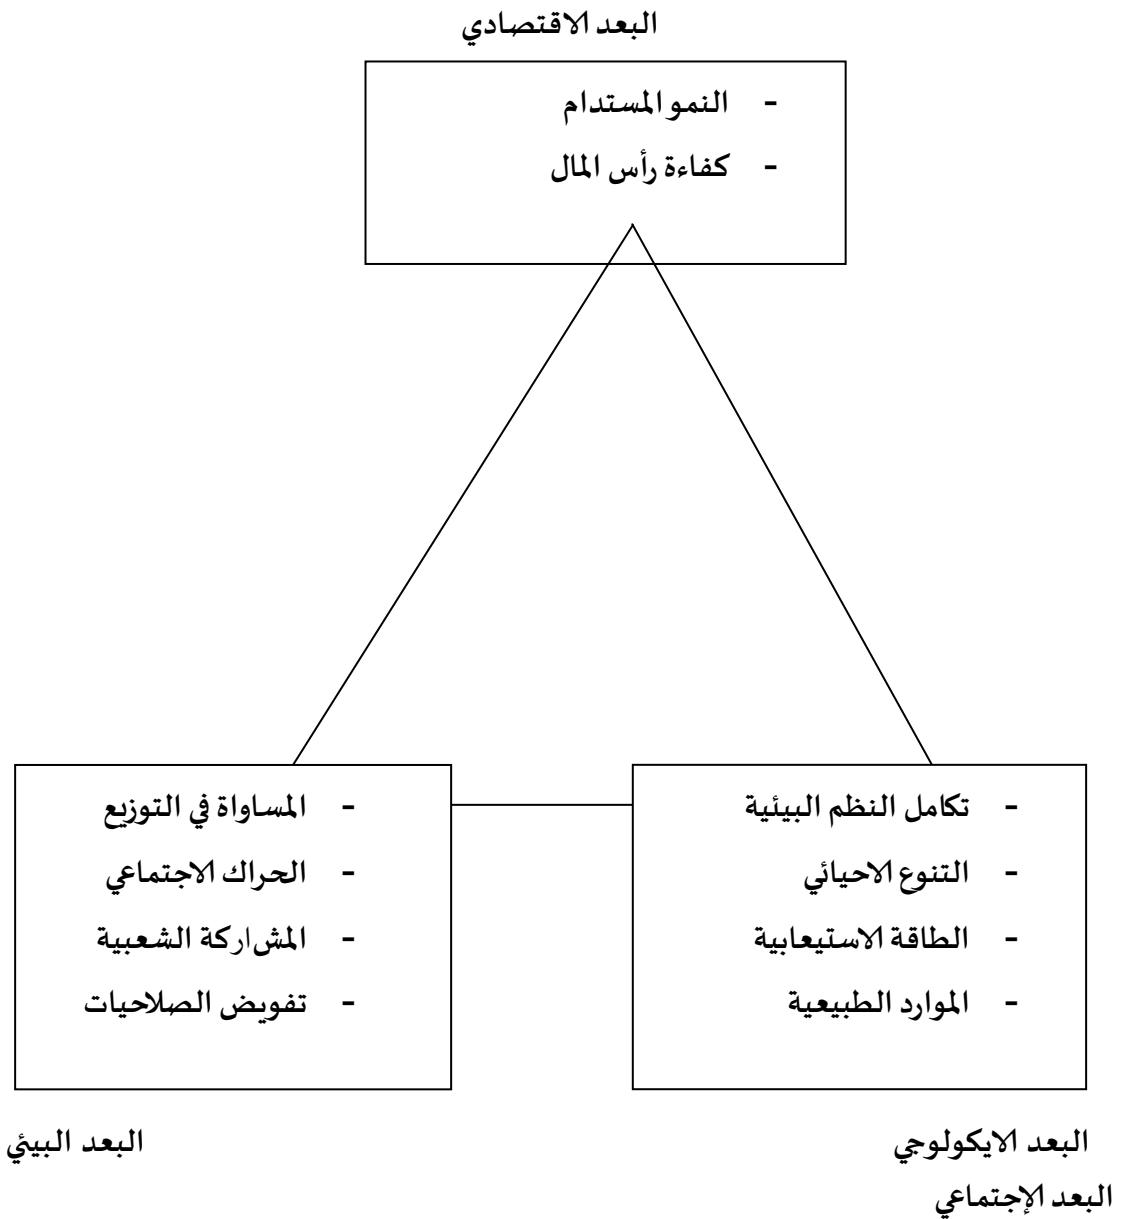 البعد الاقتصادي
- النمو المستدام
- كفاءة رأس المال
- تكامل النظم البيئية
- التنوع الاحيائي
- الطاقة الاستيعابية
- الموارد الطبيعية
- المساواة في التوزيع
- الحراك الاجتماعي
- المشاركة الشعبية
- تفويض الصلاحيات
البعد الايكولوجي
البعد البيئي
البعد الإجتماعي